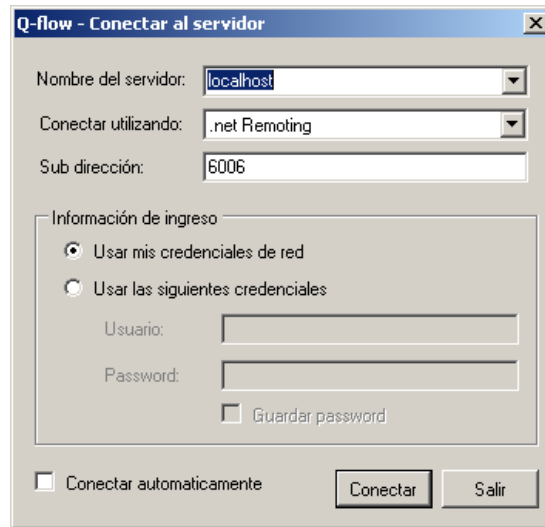 Q-flow - Conectar al servidor
Nombre del servidor: localhost
Conectar utilizando: .net Remoting
Sub dirección: 6006
Información de ingreso
Usar mis credenciales de red
Usar las siguientes credenciales
Usuario:
Password:
Guardar password
Conectar automaticamente Conectar Salir